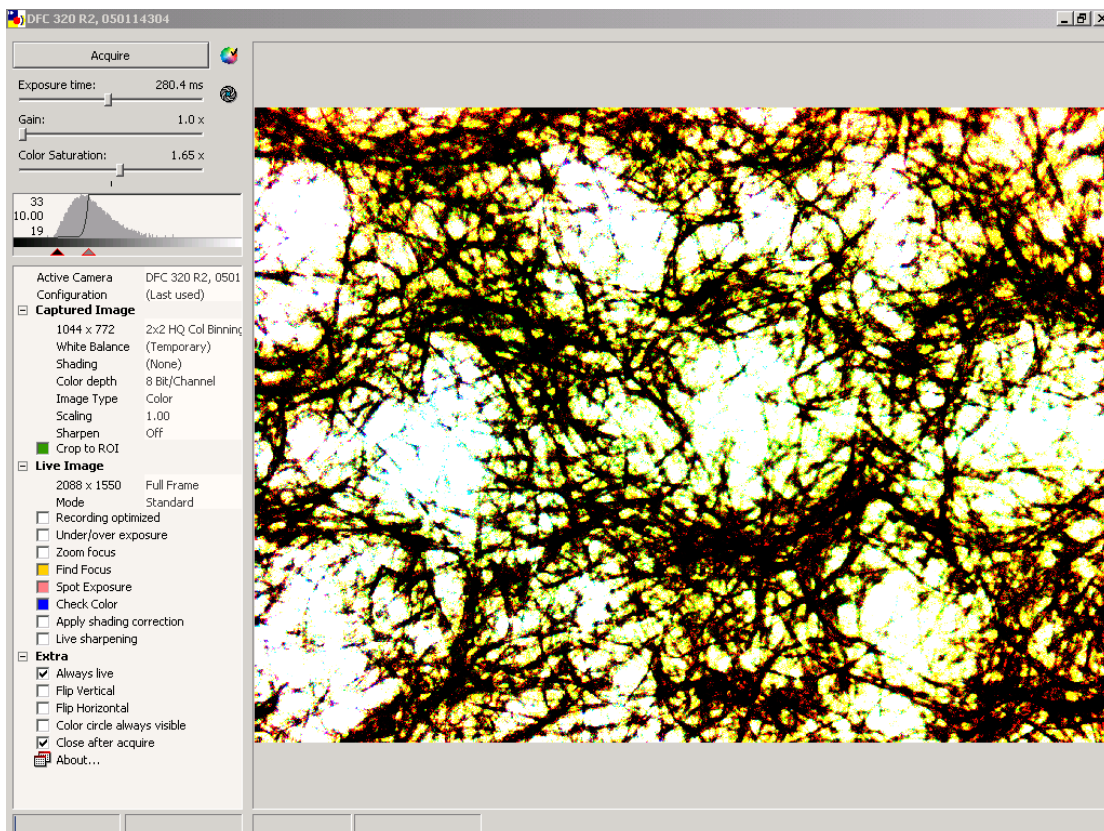 DFC 320 R2, 050114304
Acquire
Exposure time: 280.4 ms
Gain: 1.0 x
Color Saturation: 1.65 x
33
10.00
19
Active Camera DFC 320 R2, 0501
Configuration (Last used)
Captured Image
1044 x 772 2x2 HQ Col Binning
White Balance (Temporary)
Shading (None)
Color depth 8 Bit/Channel
Image Type Color
Scaling 1.00
Sharpen Off
Crop to ROI
Live Image
2088 x 1550 Full Frame
Mode Standard
Recording optimized
Under/over exposure
Zoom focus
Find Focus
Spot Exposure
Check Color
Apply shading correction
Live sharpening
Extra
Always live
Flip Vertical
Flip Horizontal
Color circle always visible
Close after acquire
About...